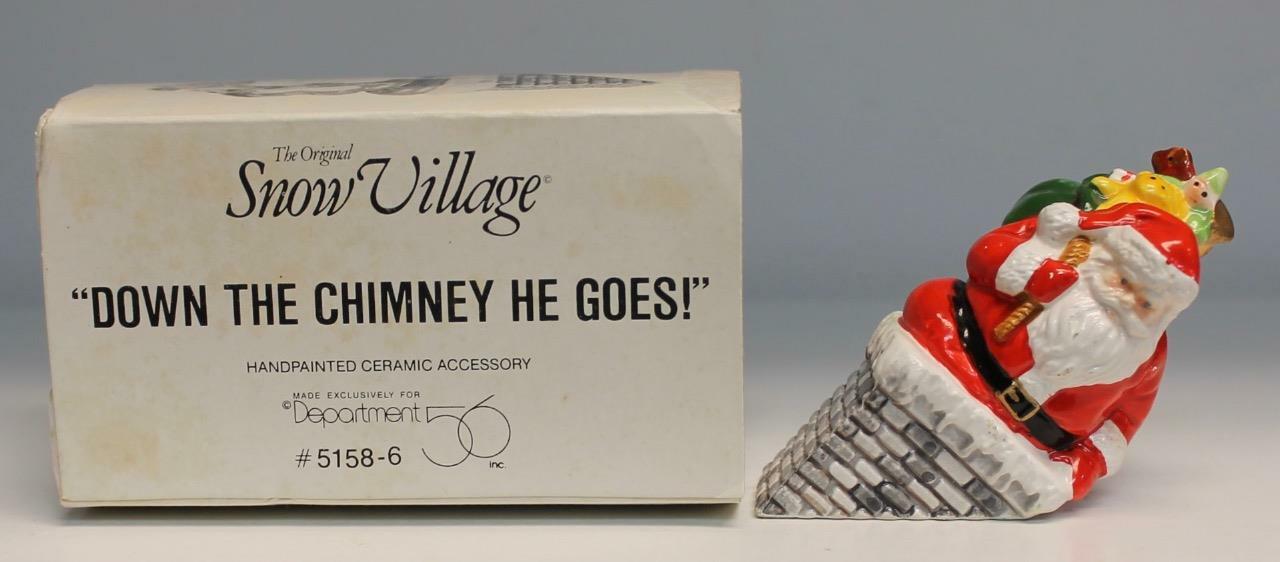 The Original
Snow Village©
“DOWN THE CHIMNEY HE GOES!”
HANDPAINTED CERAMIC ACCESSORY
MADE EXCLUSIVELY FOR
©Department 56 inc.
#5158-6